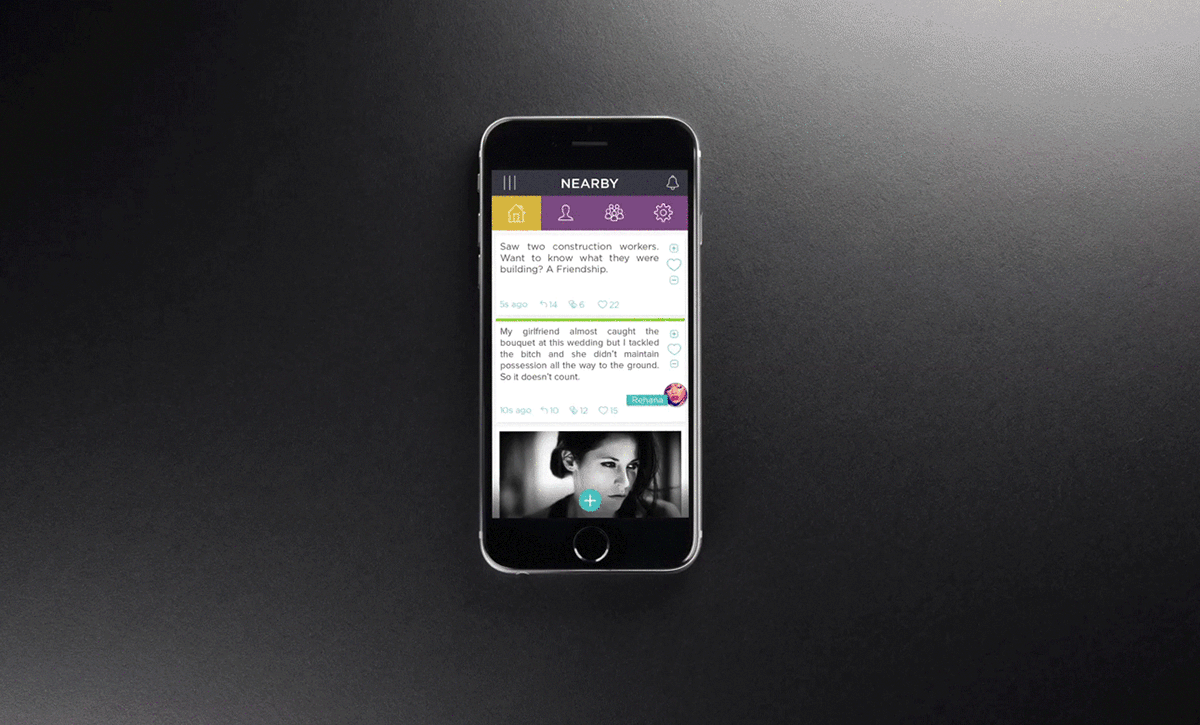 NEARBY
Saw two construction workers.
Want to know what they were
building? A Friendship.
5s ago 14 6 22
My girlfriend almost caught the
bouquet at this wedding but I tackled
the bitch and she didn't maintain
possession all the way to the ground.
So it doesn't count.
Rehana
10s ago 10 12 15